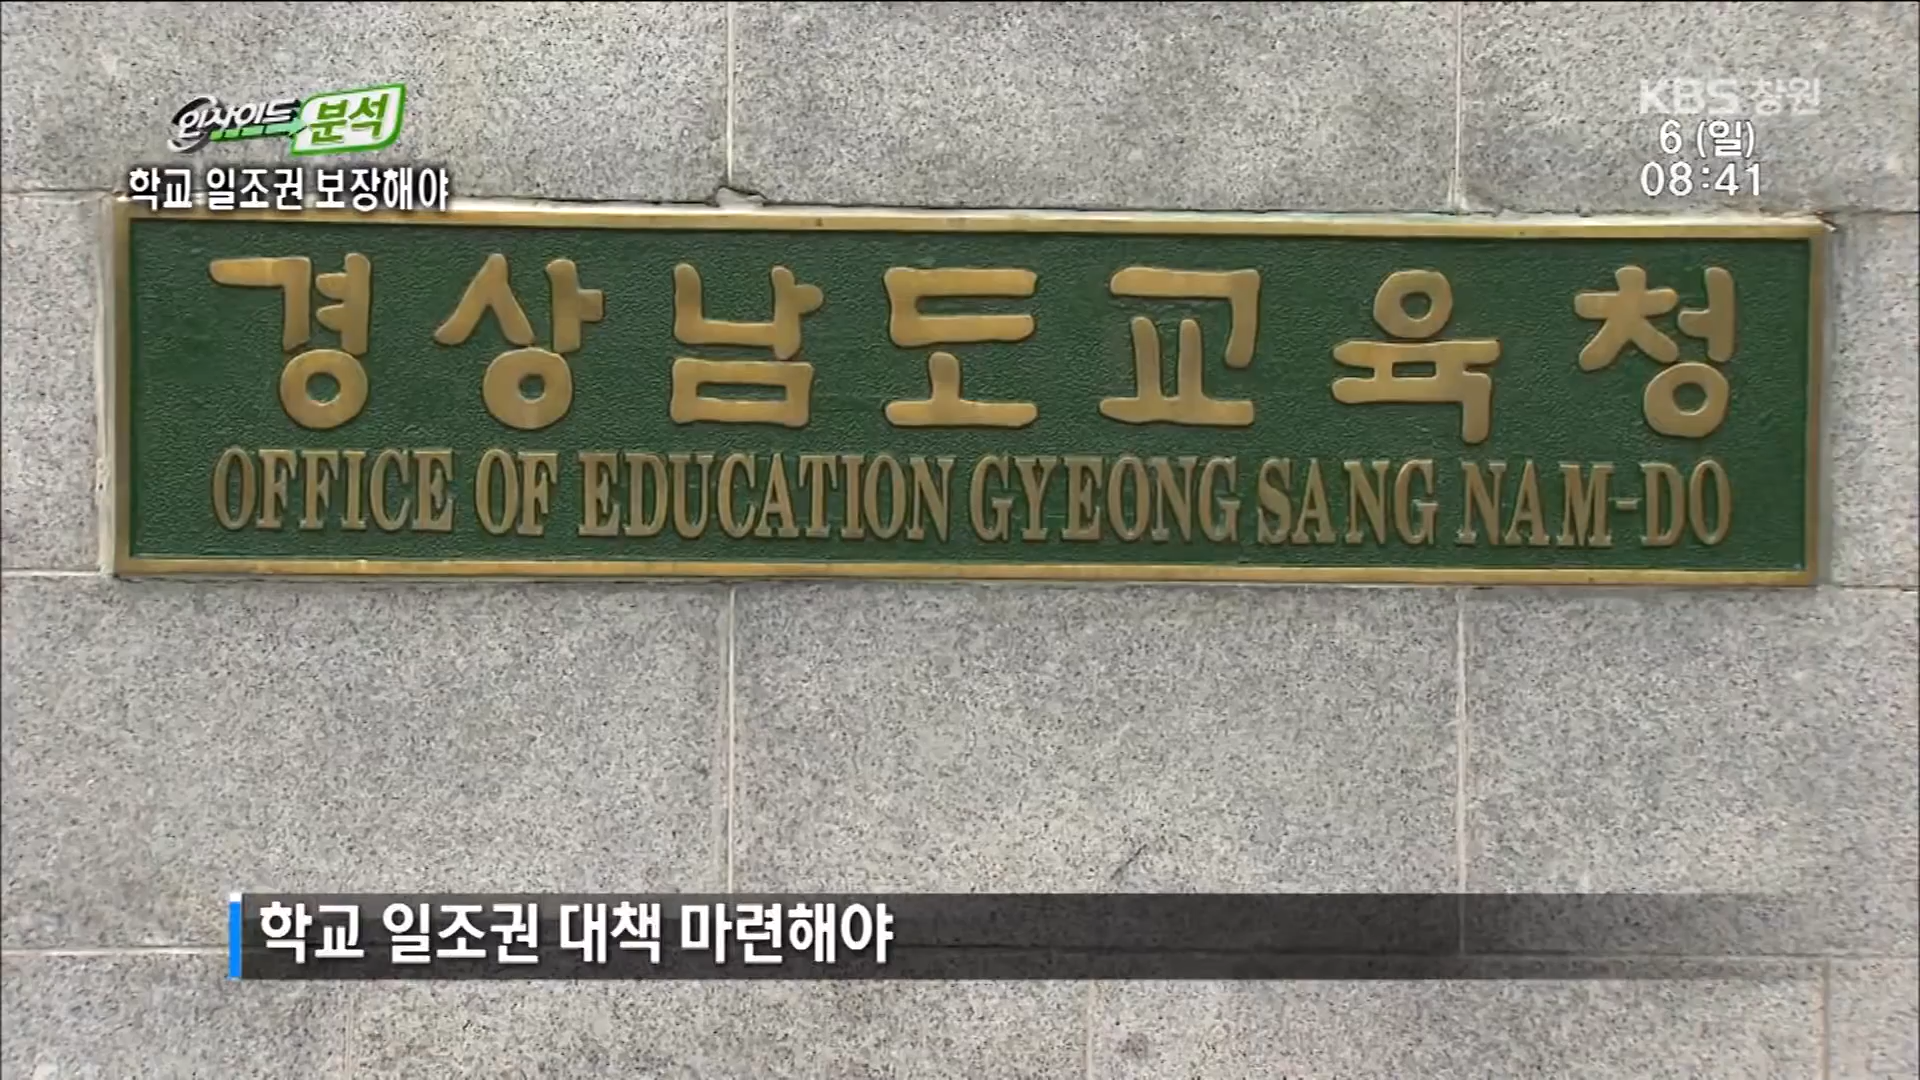 인사이드 분석
학교 일조권 보장해야
KBS 창원
6 (일)
08:41
경상남도교육청
OFFICE OF EDUCATION GYEONG SANG NAM-DO
학교 일조권 대책 마련해야